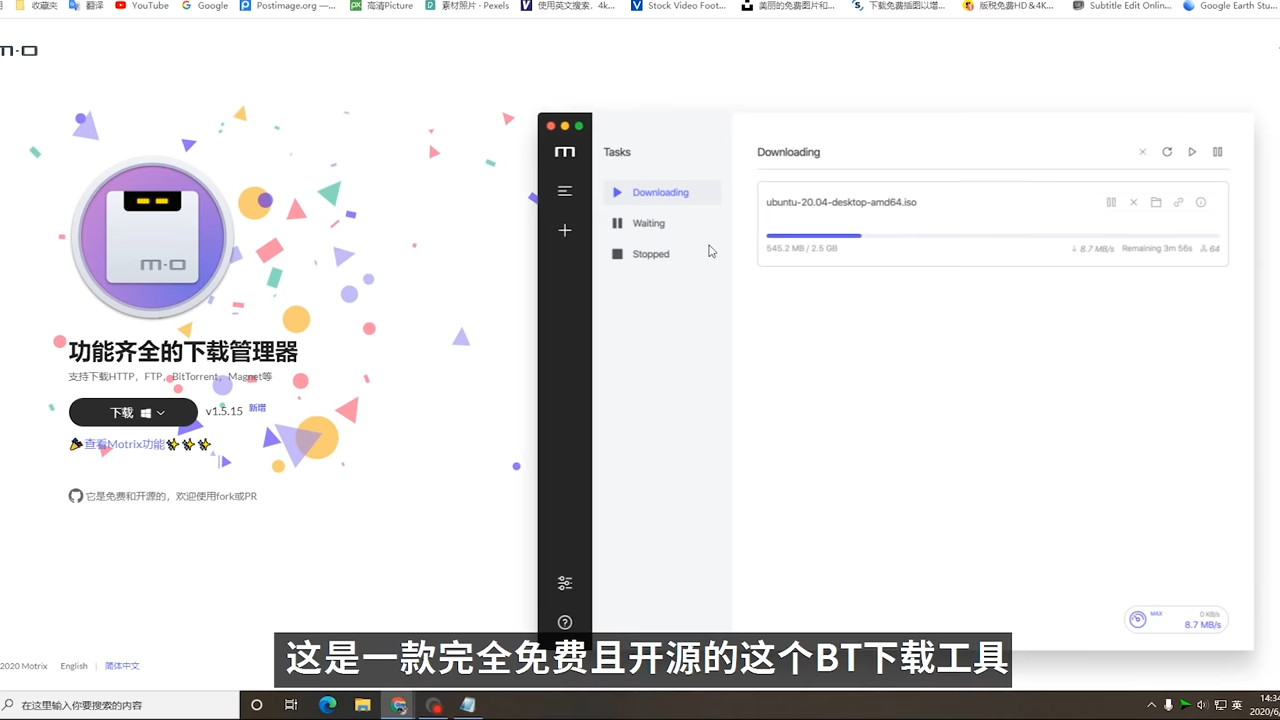 收藏夹 翻译 YouTube Google Postimage.org —... 高清Picture 素材照片 · Pexels 使用英文搜索，4k... Stock Video Foot... 美丽的免费图片和... 下载免费插图以增... 版税免费HD＆4K... Subtitle Edit Onlin... Google Earth Stu...
m·o
功能齐全的下载管理器
支持下载HTTP，FTP，BitTorrent，Magnet等
下载 v1.5.15 新增
查看Motrix功能
它是免费和开源的，欢迎使用fork或PR
m
Tasks
Downloading
Waiting
Stopped
Downloading
ubuntu-20.04-desktop-amd64.iso
545.2 MB / 2.5 GB ↓ 8.7 MB/s Remaining 3m 56s 64
MAX 0 KB/s
8.7 MB/s
这是一款完全免费且开源的这个BT下载工具
2020 Motrix English | 简体中文
在这里输入你要搜索的内容
英
14:34
2020/6